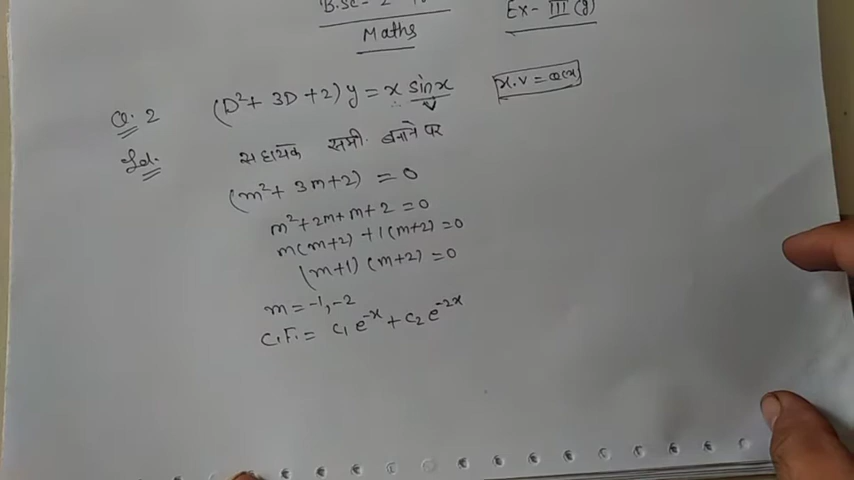 Maths
Ex- III (g)
Q. 2 (D²+ 3D +2) y = x sinx x.V = Q(x)
V
Sol. सहायक समी. बनाने पर
(m²+ 3m+2) = 0
m²+2m+m+2 =0
m(m+2) +1(m+2)=0
(m+1) (m+2) =0
m = -1,-2
C.F. = c₁ e⁻ˣ + c₂ e⁻²ˣ